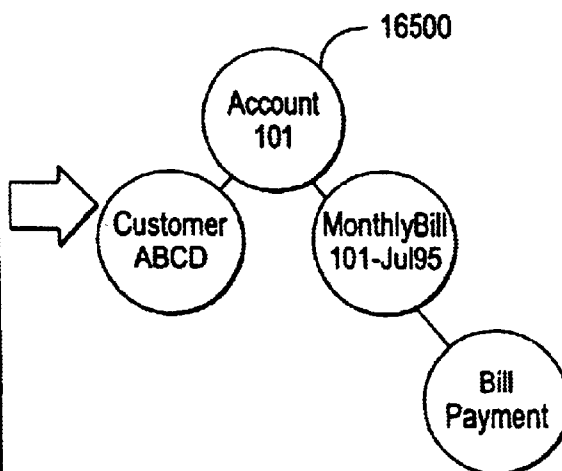 16500
Account
101
Customer
ABCD
MonthlyBill
101-Jul95
Bill
Payment